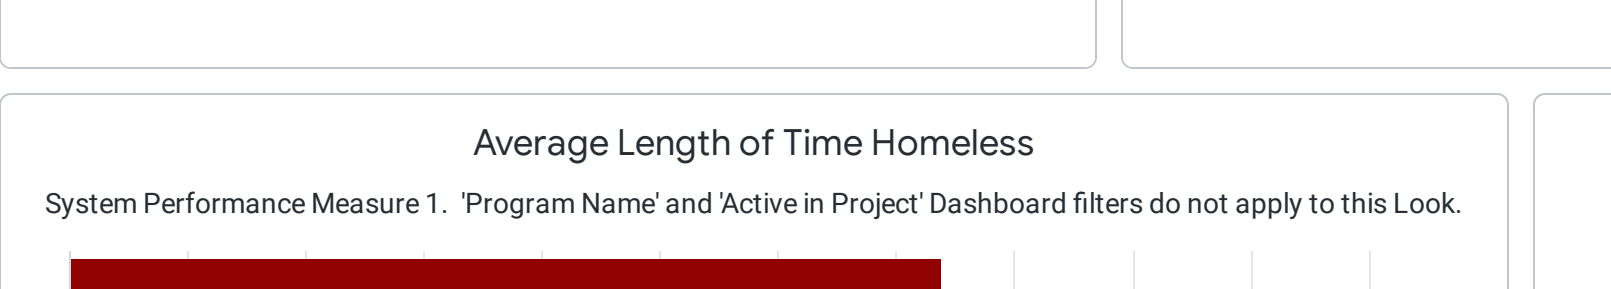 Average Length of Time Homeless
System Performance Measure 1.  'Program Name' and 'Active in Project' Dashboard filters do not apply to this Look.